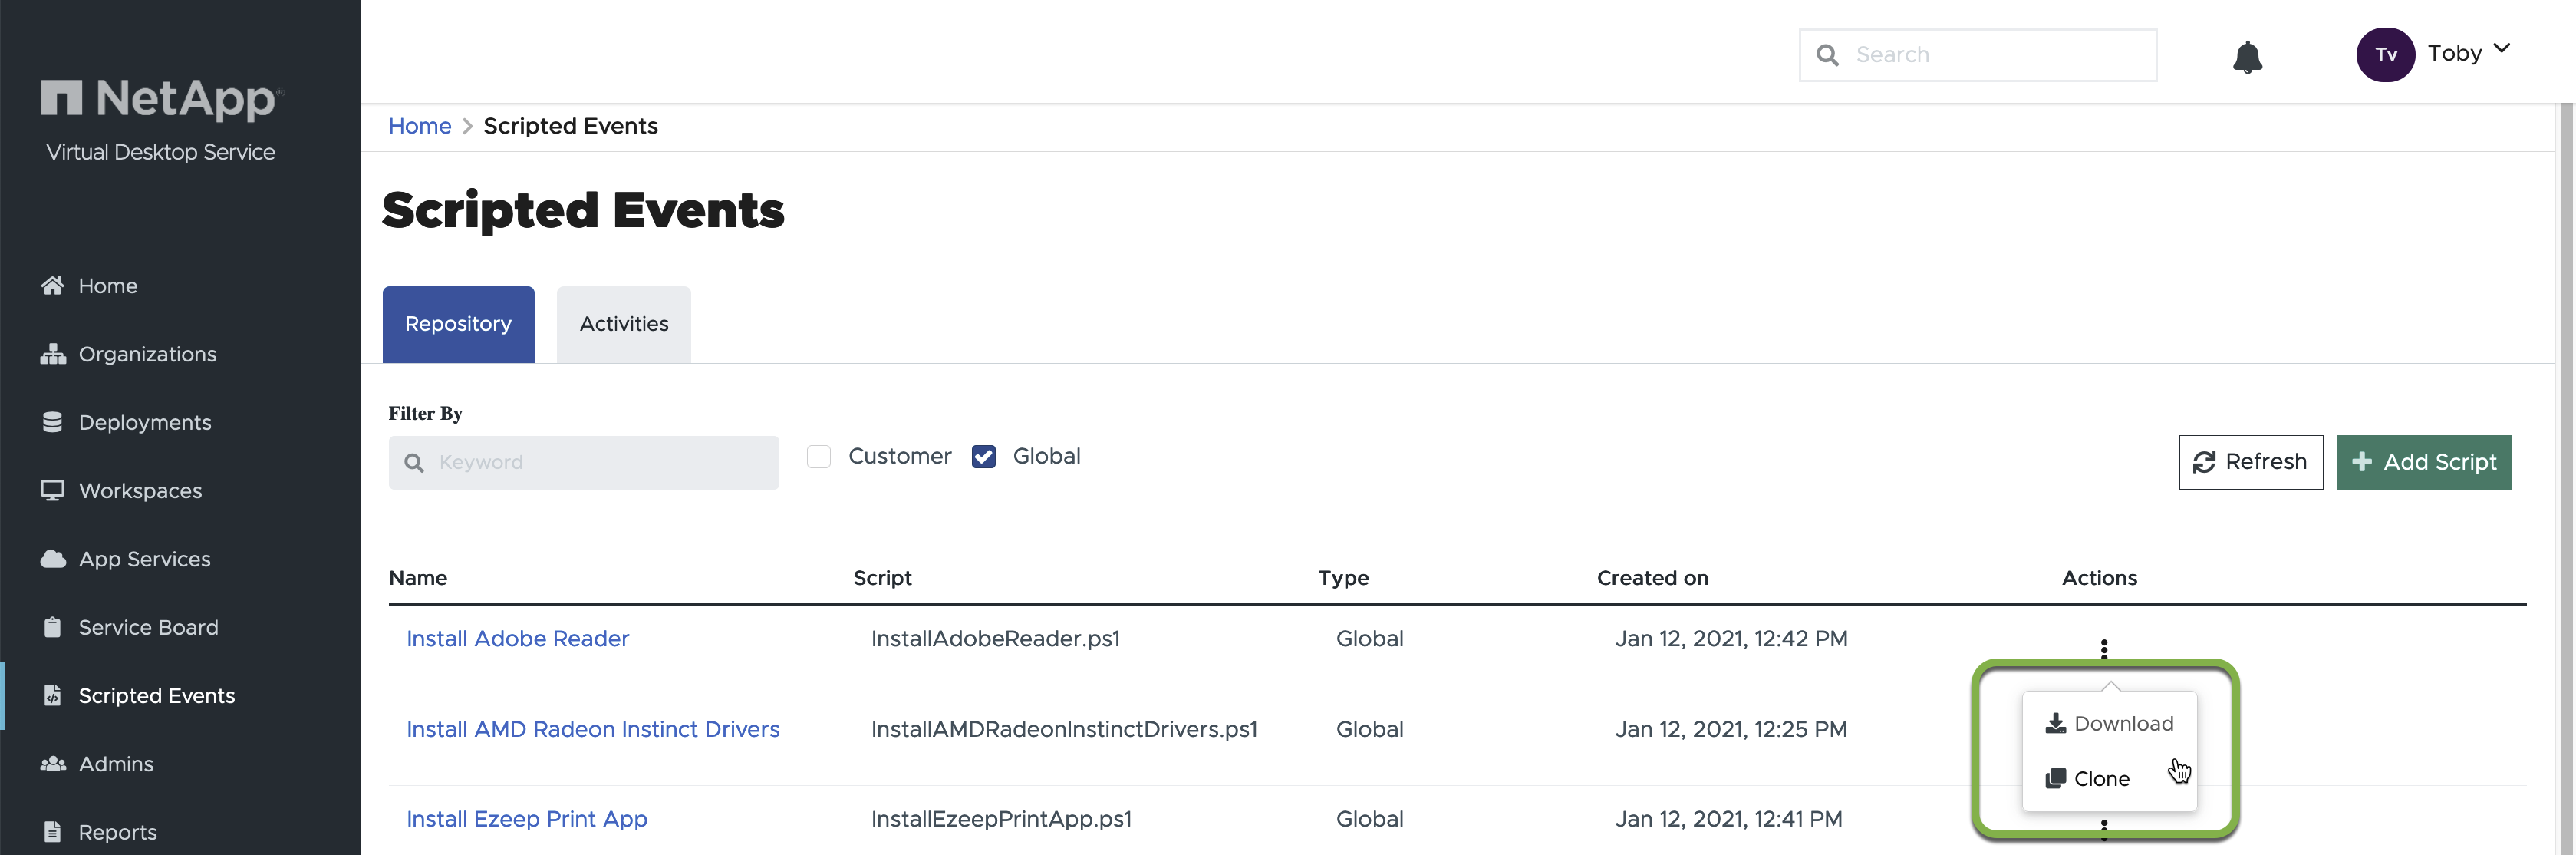 Search
Tv
Toby
NetApp®
Virtual Desktop Service
Home
Organizations
Deployments
Workspaces
App Services
Service Board
Scripted Events
Admins
Reports
Home > Scripted Events
Scripted Events
Repository
Activities
Filter By
Keyword
Customer
Global
Refresh
+ Add Script
Name Script Type Created on Actions
Install Adobe Reader InstallAdobeReader.ps1 Global Jan 12, 2021, 12:42 PM
Install AMD Radeon Instinct Drivers InstallAMDRadeonInstinctDrivers.ps1 Global Jan 12, 2021, 12:25 PM
Download
Clone
Install Ezeep Print App InstallEzeepPrintApp.ps1 Global Jan 12, 2021, 12:41 PM